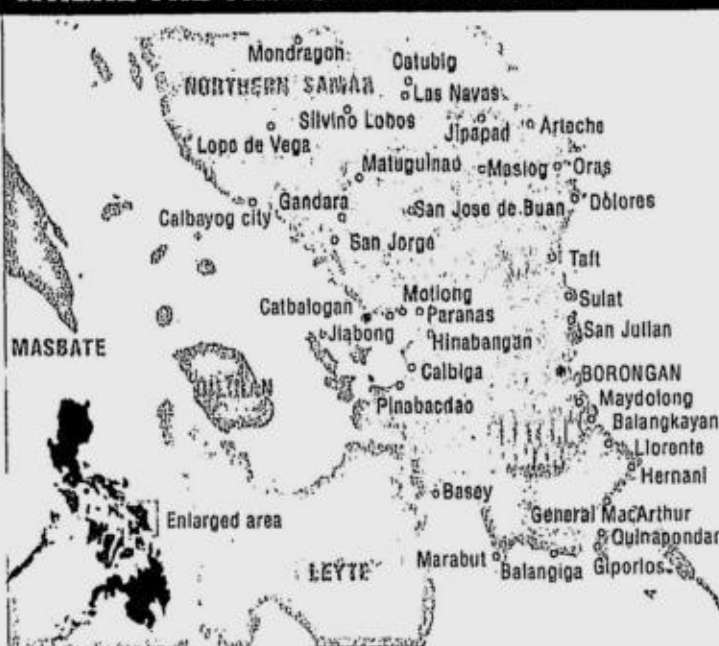 Mondragon
Catubig
NORTHERN SAMAR
Las Navas
Silvino Lobos
Jipapad
Arteche
Lope de Vega
Matuguinao
Maslog
Oras
Gandara
San Jose de Buan
Dolores
Calbayog city
San Jorge
Taft
Catbalogan
Motiong
Paranas
Sulat
Jiabong
Hinabangan
San Julian
MASBATE
Calbiga
BORONGAN
Pinabacdao
Maydolong
Balangkayan
Llorente
Hernani
Basey
General MacArthur
Enlarged area
Quinapondan
LEYTE
Marabut
Balangiga
Giporlos